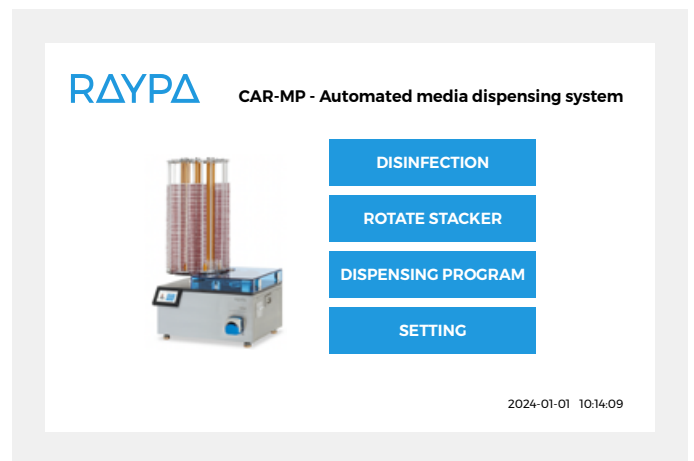 RAYPA
CAR-MP - Automated media dispensing system
DISINFECTION
ROTATE STACKER
DISPENSING PROGRAM
SETTING
2024-01-01 10:14:09